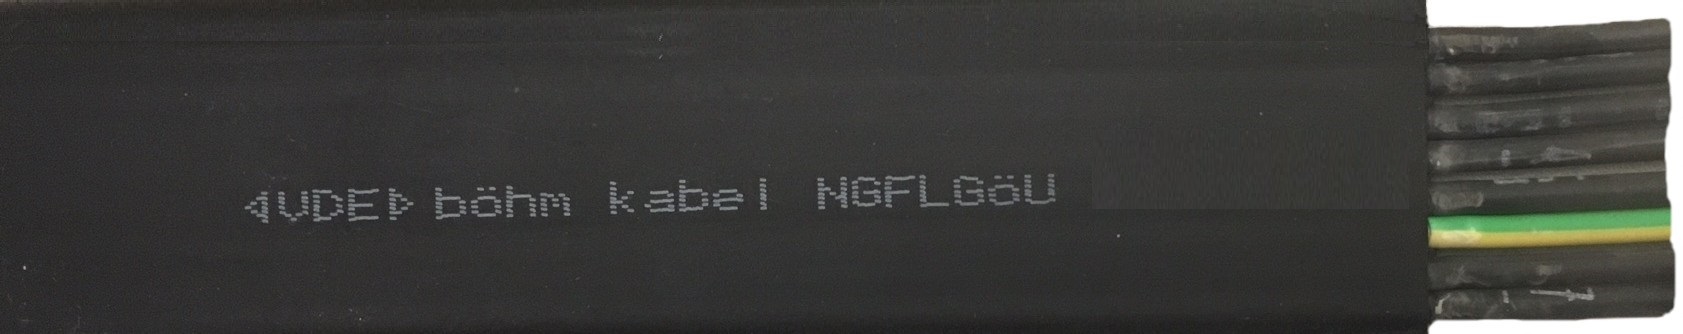 ◁VDE▷ böhm kabel NGFLGöU